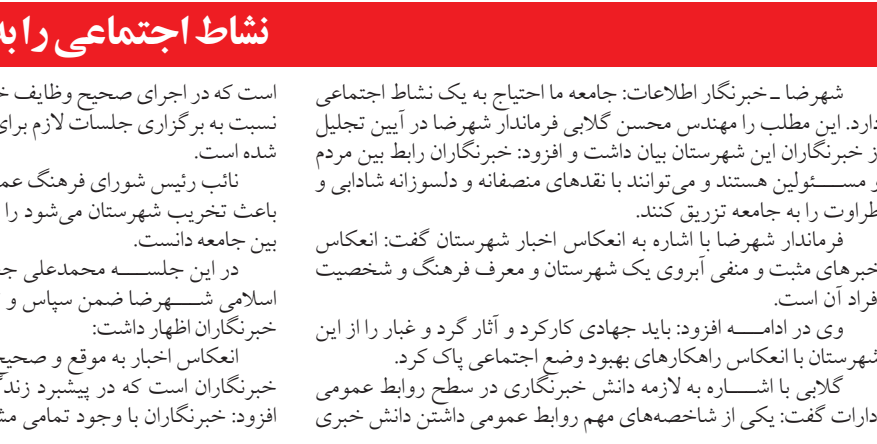 نشاط اجتماعی را به
شهرضا ـ خبرنگار اطلاعات: جامعه ما احتیاج به یک نشاط اجتماعی
دارد. این مطلب را مهندس محسن گلابی فرماندار شهرضا در آیین تجلیل
از خبرنگاران این شهرستان بیان داشت و افزود: خبرنگاران رابط بین مردم
و مسـئولین هستند و می‌توانند با نقدهای منصفانه و دلسوزانه شادابی و
طراوت را به جامعه تزریق کنند.
فرماندار شهرضا با اشاره به انعکاس اخبار شهرستان گفت: انعکاس
خبرهای مثبت و منفی آبروی یک شهرستان و معرف فرهنگ و شخصیت
افراد آن است.
وی در ادامـه افزود: باید جهادی کارکرد و آثار گرد و غبار را از این
شهرستان با انعکاس راهکارهای بهبود وضع اجتماعی پاک کرد.
گلابی با اشـاره به لازمه دانش خبرنگاری در سطح روابط عمومی
ادارات گفت: یکی از شاخصه‌های مهم روابط عمومی داشتن دانش خبری
است که در اجرای صحیح وظایف
نسبت به برگزاری جلسات لازم برای
شده است.
نائب رئیس شورای فرهنگ
باعث تخریب شهرستان می‌شود را
بین جامعه دانست.
در این جلسـه محمدعلی
اسلامی شـهرضا ضمن سپاس و
خبرنگاران اظهار داشت:
انعکاس اخبار به موقع و
خبرنگاران است که در پیشبرد
افزود: خبرنگاران با وجود تمامی